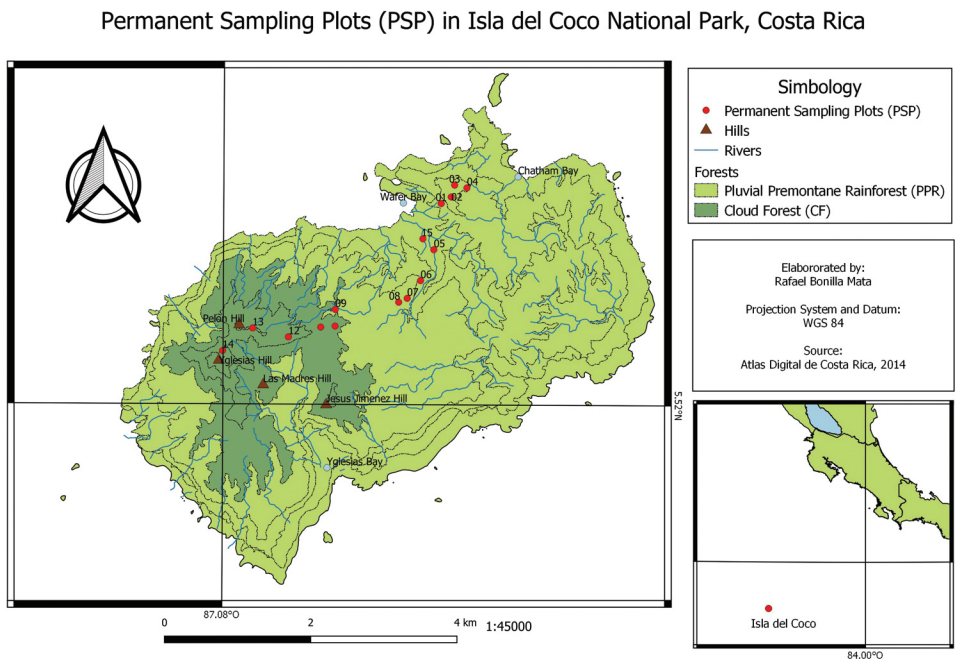 Permanent Sampling Plots (PSP) in Isla del Coco National Park, Costa Rica
Simbology
Permanent Sampling Plots (PSP)
Hills
Rivers
Forests
Pluvial Premontane Rainforest (PPR)
Cloud Forest (CF)
Chatham Bay
03
04
Wafer Bay
01
02
15
05
06
07
08
09
Pelón Hill
13
12
14
Yglesias Hill
Las Madres Hill
Jesus Jimenez Hill
Yglesias Bay
5.52°N
87.08°O
0
2
4 km
1:45000
Elabororated by:
Rafael Bonilla Mata
Projection System and Datum:
WGS 84
Source:
Atlas Digital de Costa Rica, 2014
Isla del Coco
84.00°O